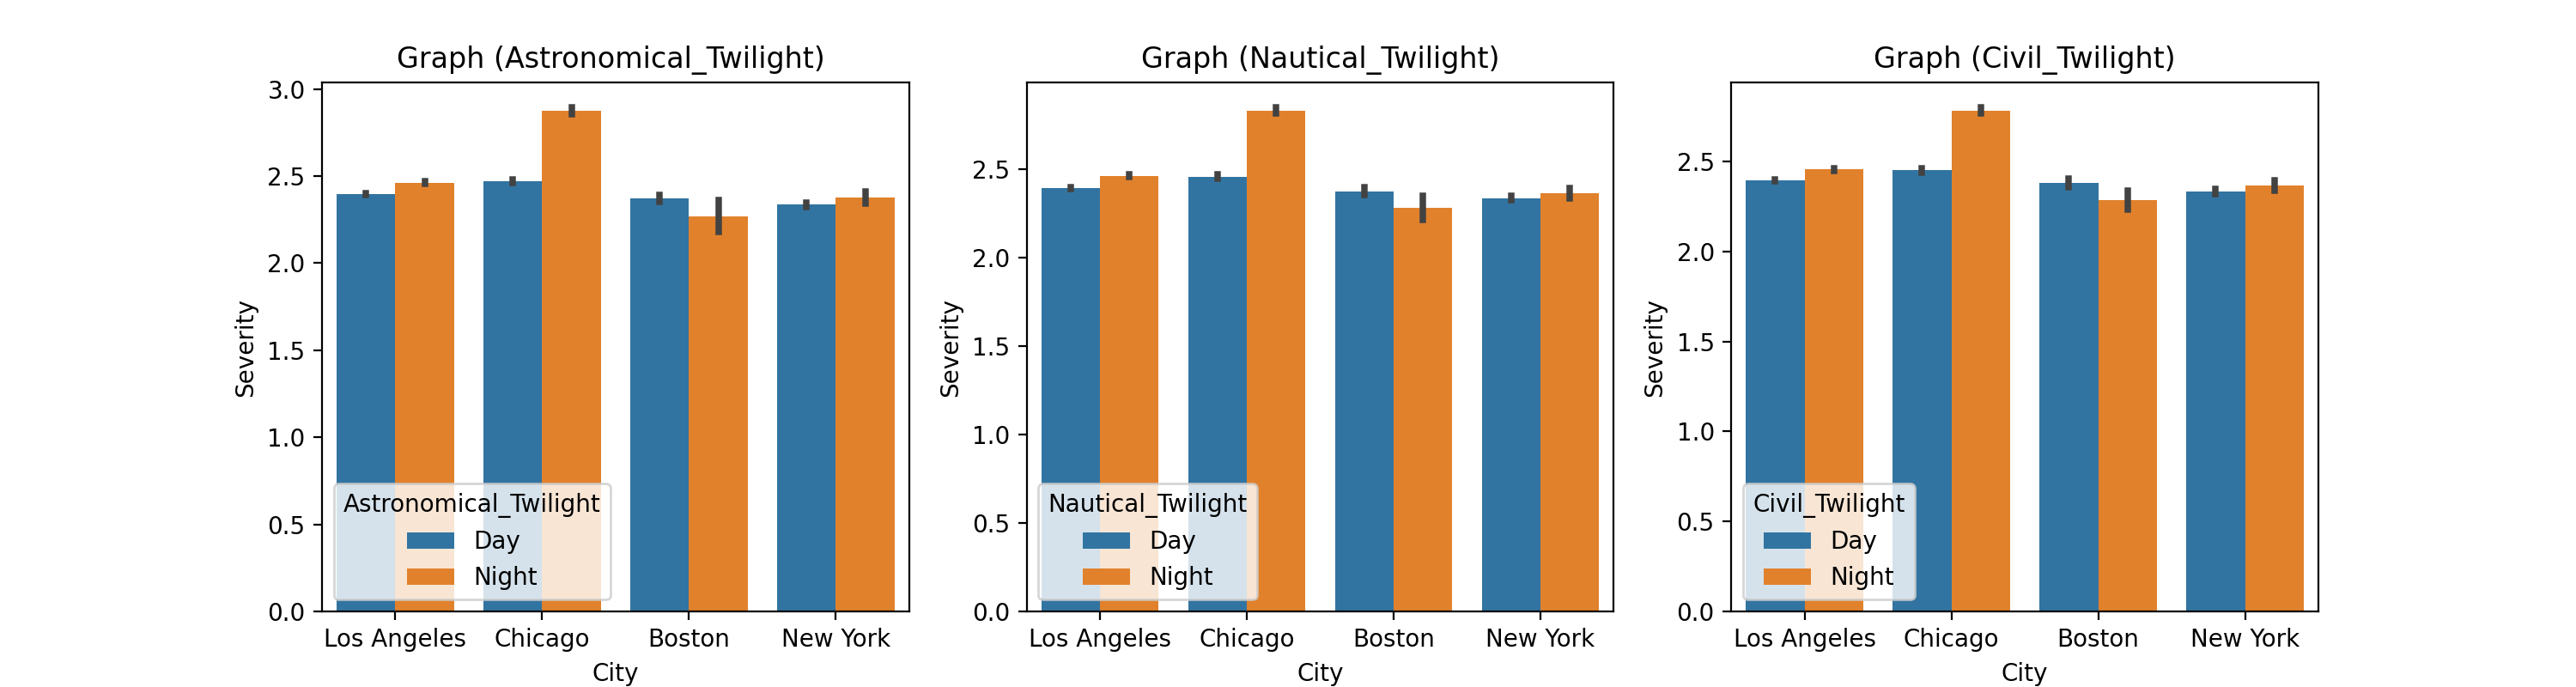 Graph (Astronomical_Twilight)
Severity
3.0
2.5
2.0
1.5
1.0
0.5
0.0
Astronomical_Twilight
Day
Night
Los Angeles Chicago Boston New York
City
Graph (Nautical_Twilight)
Severity
2.5
2.0
1.5
1.0
0.5
0.0
Nautical_Twilight
Day
Night
Los Angeles Chicago Boston New York
City
Graph (Civil_Twilight)
Severity
2.5
2.0
1.5
1.0
0.5
0.0
Civil_Twilight
Day
Night
Los Angeles Chicago Boston New York
City